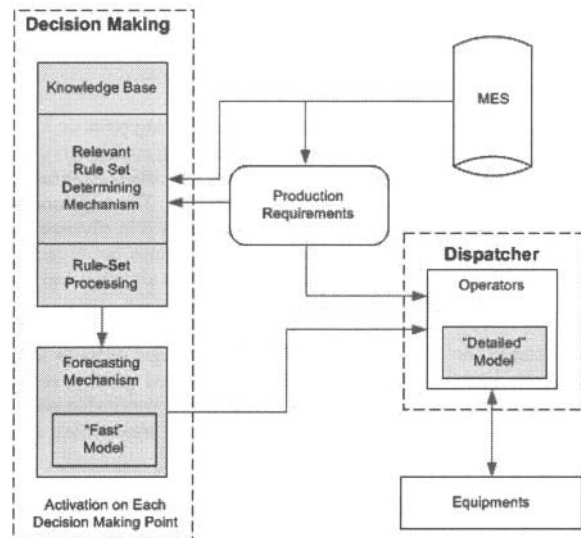 Decision Making
Knowledge Base
Relevant
Rule Set
Determining
Mechanism
Rule-Set
Processing
Forecasting
Mechanism
"Fast"
Model
Activation on Each
Decision Making Point
MES
Production
Requirements
Dispatcher
Operators
"Detailed"
Model
Equipments